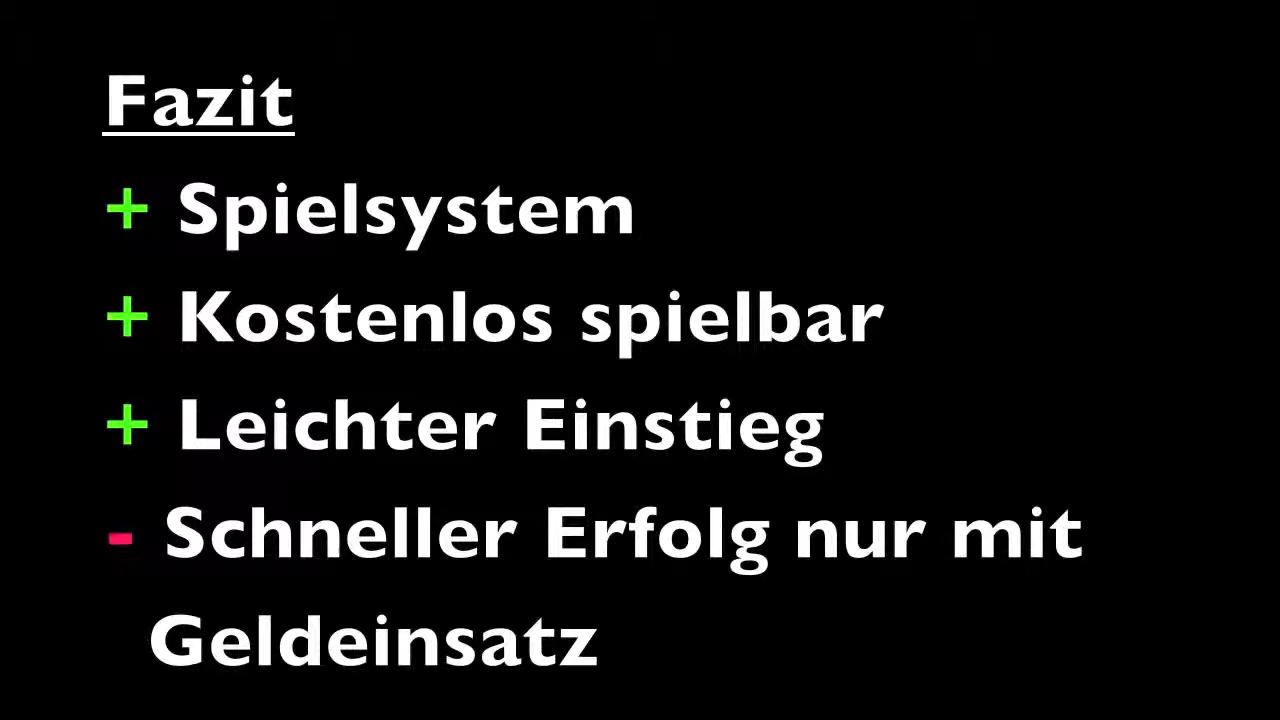 Fazit
+ Spielsystem
+ Kostenlos spielbar
+ Leichter Einstieg
- Schneller Erfolg nur mit
Geldeinsatz